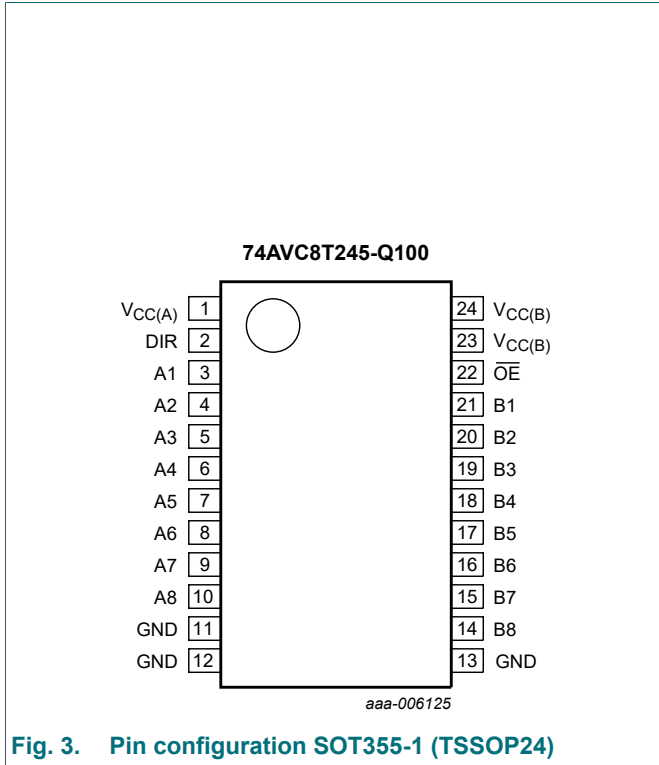 74AVC8T245-Q100
VCC(A) 1 24 VCC(B)
DIR 2 23 VCC(B)
A1 3 22 O̅E̅
A2 4 21 B1
A3 5 20 B2
A4 6 19 B3
A5 7 18 B4
A6 8 17 B5
A7 9 16 B6
A8 10 15 B7
GND 11 14 B8
GND 12 13 GND
aaa-006125
Fig. 3. Pin configuration SOT355-1 (TSSOP24)